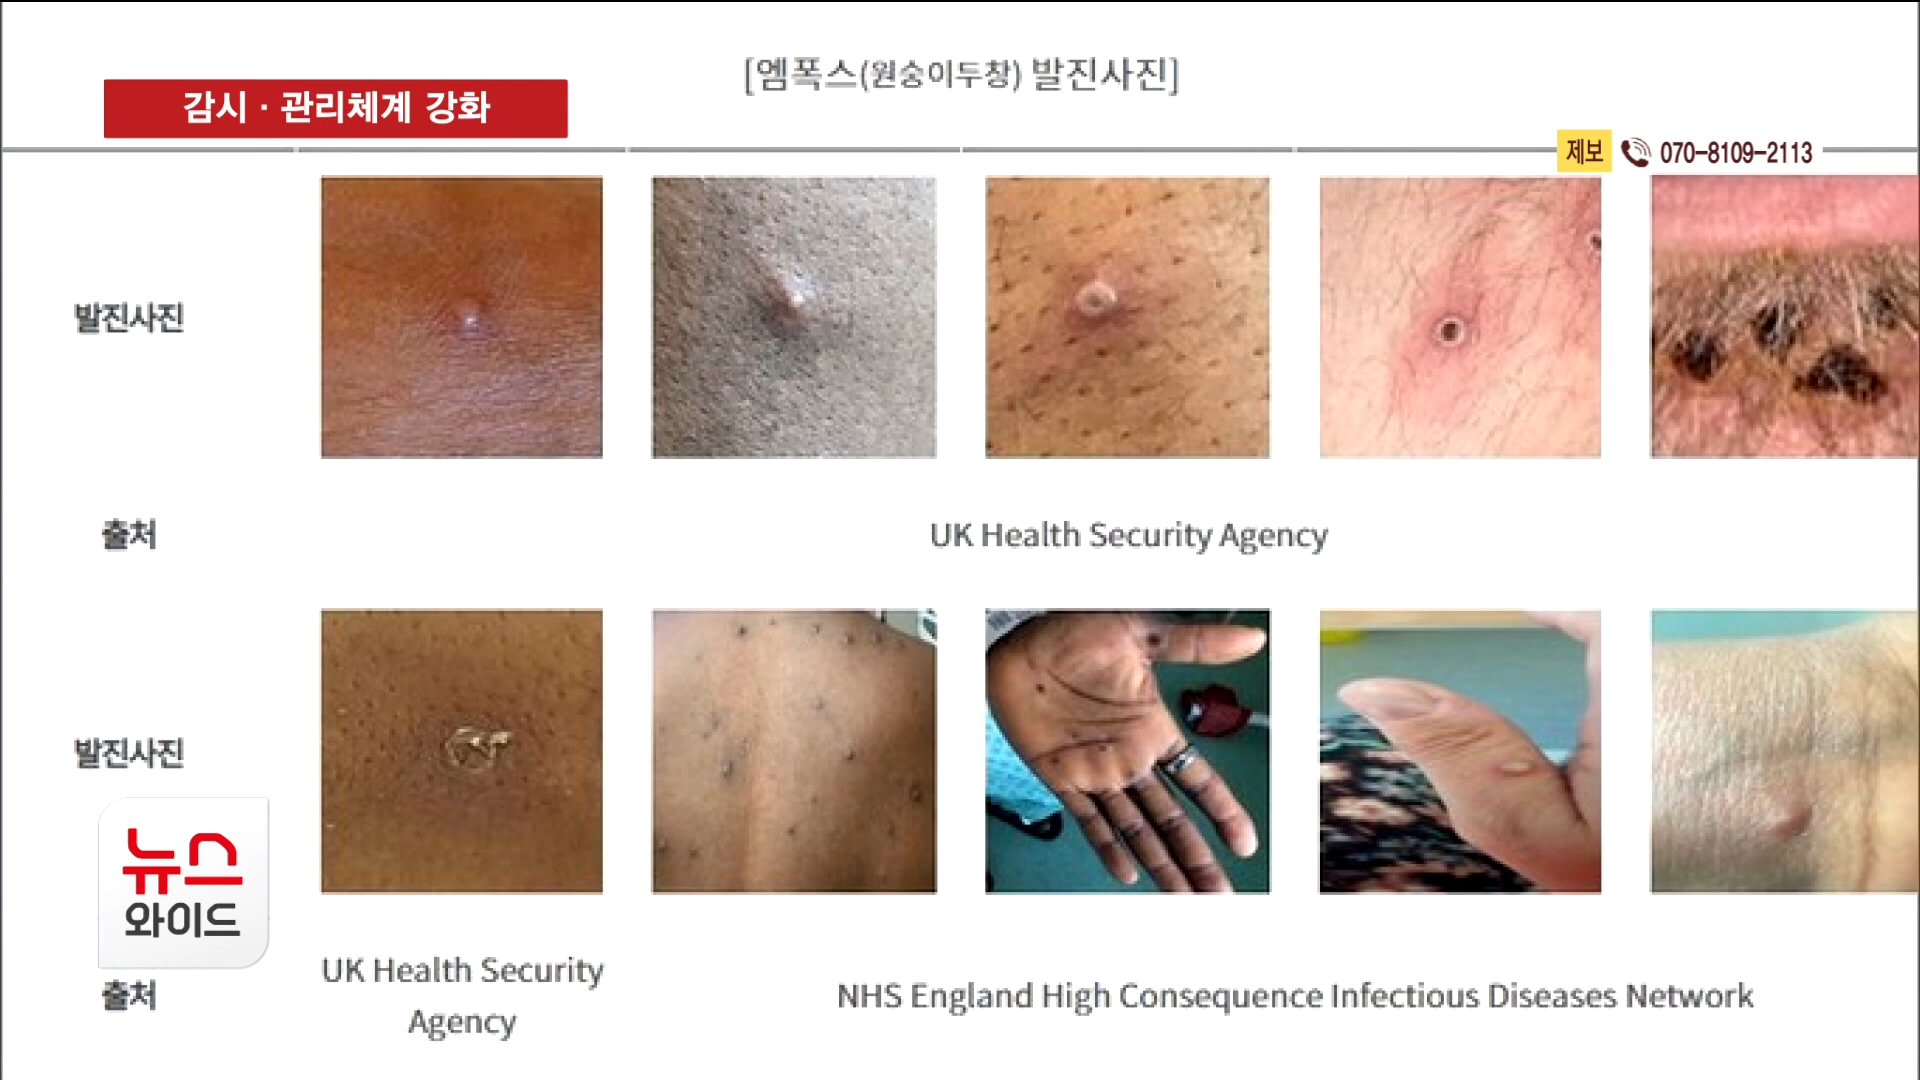 [엠폭스(원숭이두창) 발진사진]
감시·관리체계 강화
제보 070-8109-2113
발진사진
출처
UK Health Security Agency
발진사진
뉴스
와이드
출처
UK Health Security
Agency
NHS England High Consequence Infectious Diseases Network